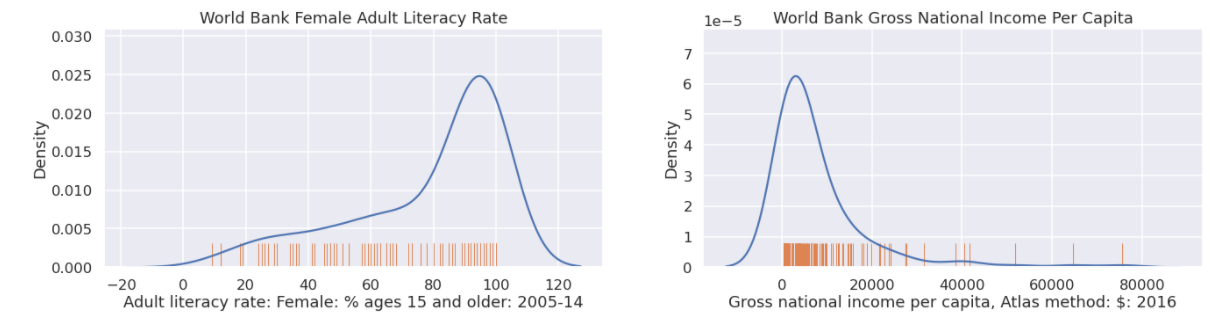 World Bank Female Adult Literacy Rate
0.030
0.025
0.020
0.015
0.010
0.005
0.000
Density
−20 0 20 40 60 80 100 120
Adult literacy rate: Female: % ages 15 and older: 2005-14
1e−5
World Bank Gross National Income Per Capita
7
6
5
4
3
2
1
0
Density
0 20000 40000 60000 80000
Gross national income per capita, Atlas method: $: 2016